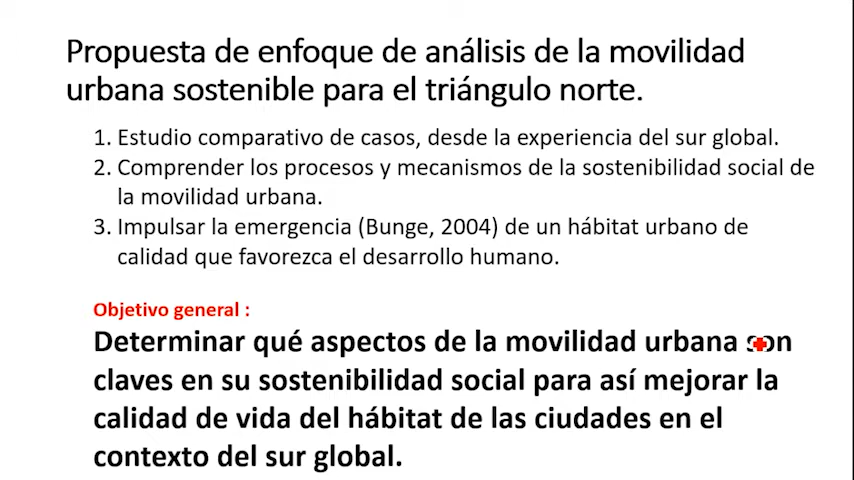 Propuesta de enfoque de análisis de la movilidad
urbana sostenible para el triángulo norte.
1. Estudio comparativo de casos, desde la experiencia del sur global.
2. Comprender los procesos y mecanismos de la sostenibilidad social de
la movilidad urbana.
3. Impulsar la emergencia (Bunge, 2004) de un hábitat urbano de
calidad que favorezca el desarrollo humano.
Objetivo general :
Determinar qué aspectos de la movilidad urbana son
claves en su sostenibilidad social para así mejorar la
calidad de vida del hábitat de las ciudades en el
contexto del sur global.